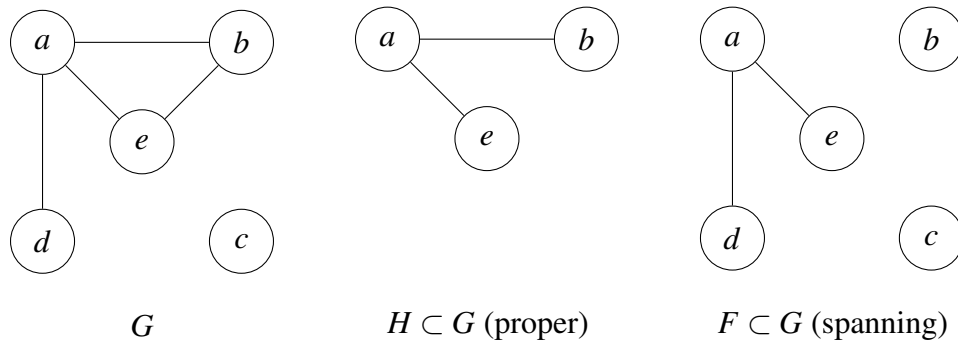 a b a b a b
e e e
d c d c
G H ⊂ G (proper) F ⊂ G (spanning)